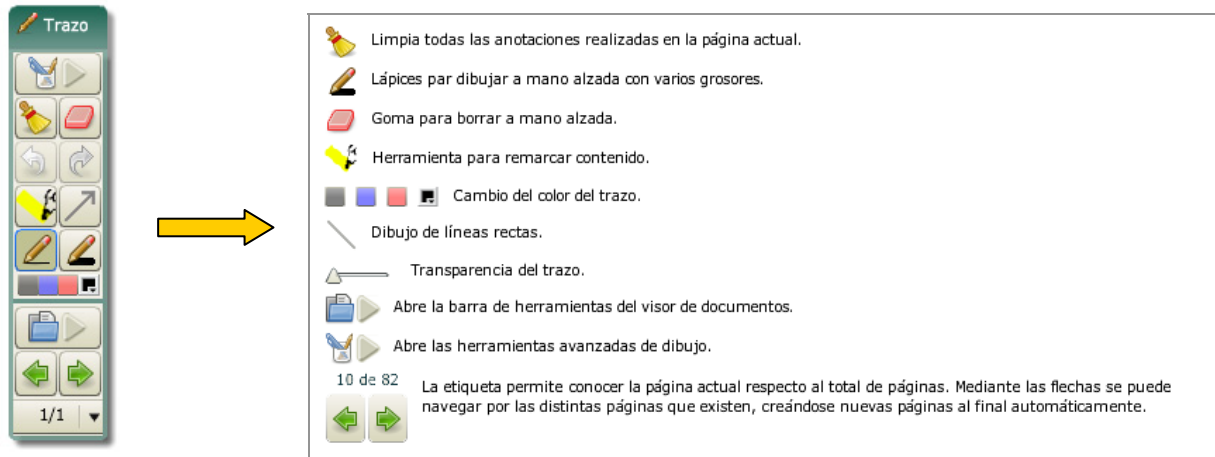 Trazo
1/1
Limpia todas las anotaciones realizadas en la página actual.
Lápices par dibujar a mano alzada con varios grosores.
Goma para borrar a mano alzada.
Herramienta para remarcar contenido.
Cambio del color del trazo.
Dibujo de líneas rectas.
Transparencia del trazo.
Abre la barra de herramientas del visor de documentos.
Abre las herramientas avanzadas de dibujo.
10 de 82
La etiqueta permite conocer la página actual respecto al total de páginas. Mediante las flechas se puede
navegar por las distintas páginas que existen, creándose nuevas páginas al final automáticamente.